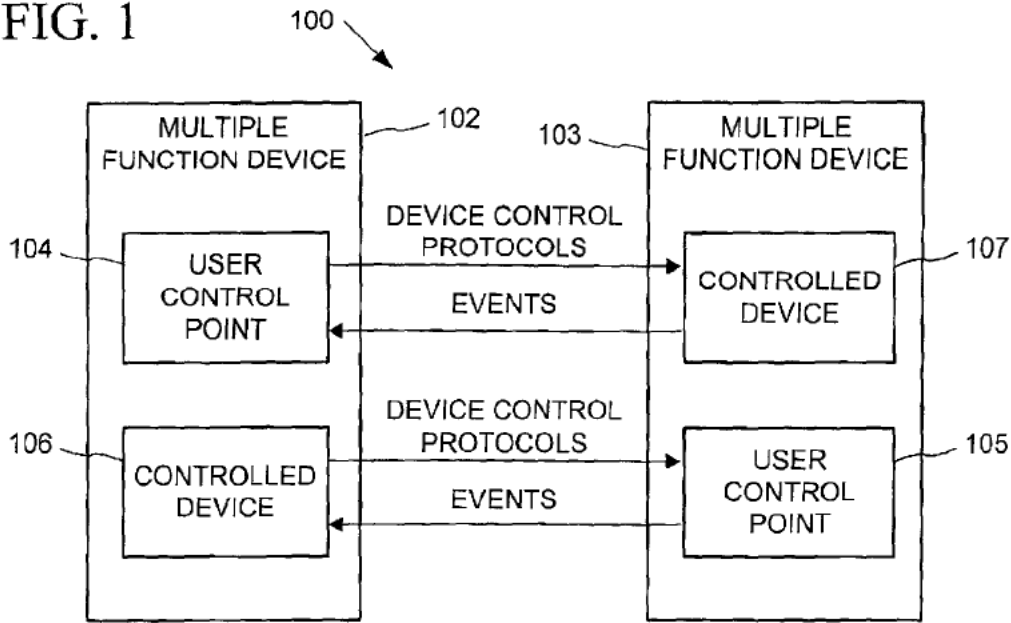 FIG. 1
100
MULTIPLE
FUNCTION DEVICE
102
103
MULTIPLE
FUNCTION DEVICE
DEVICE CONTROL
PROTOCOLS
104
USER
CONTROL
POINT
EVENTS
CONTROLLED
DEVICE
107
DEVICE CONTROL
PROTOCOLS
106
CONTROLLED
DEVICE
EVENTS
USER
CONTROL
POINT
105